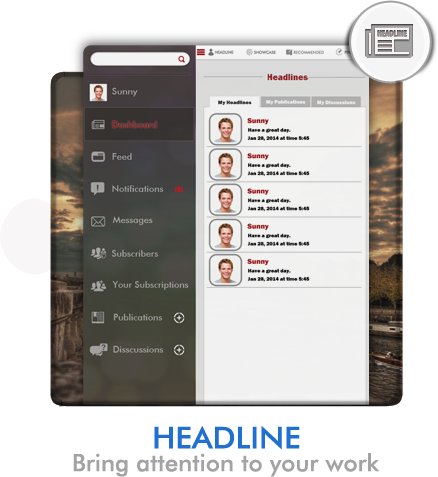 HEADLINE
HEADLINE SHOWCASE RECOMMENDED
Headlines
Sunny
My Headlines My Publications My Discussions
Dashboard
Sunny
Have a great day.
Jan 28, 2014 at time 5:45
Feed
Sunny
Have a great day.
Jan 28, 2014 at time 5:45
Notifications
Sunny
Have a great day.
Jan 28, 2014 at time 5:45
Messages
Sunny
Have a great day.
Jan 28, 2014 at time 5:45
Subscribers
Sunny
Have a great day.
Jan 28, 2014 at time 5:45
Your Subscriptions
Publications
Disscussions
HEADLINE
Bring attention to your work